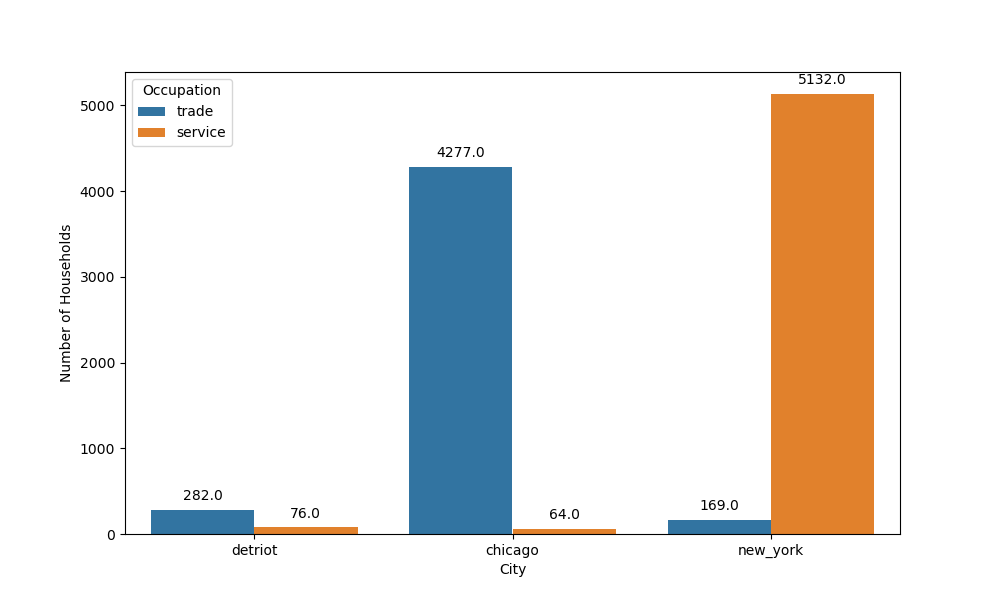 5132.0
Occupation
trade
service
5000
4277.0
4000
3000
2000
1000
282.0
169.0
76.0
64.0
0
detriot
chicago
new_york
City
Number of Households